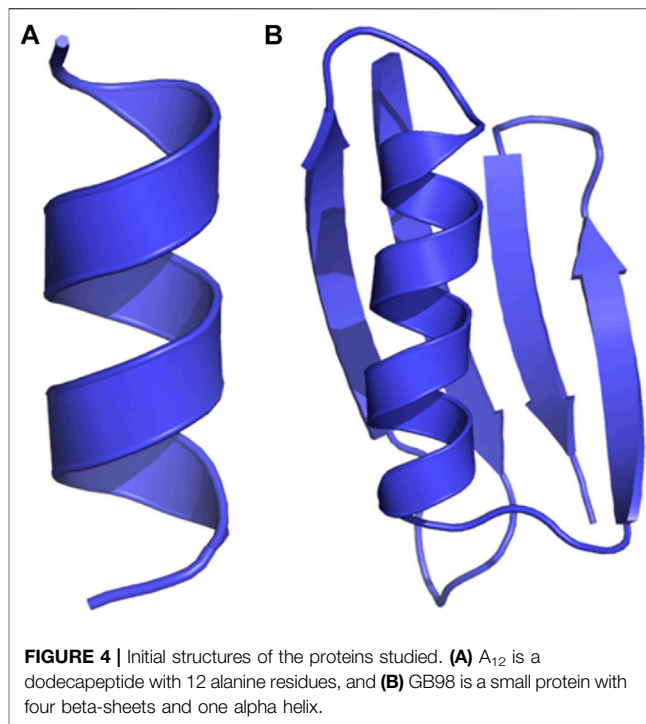 A
B
FIGURE 4 | Initial structures of the proteins studied. (A) A₁₂ is a
dodecapeptide with 12 alanine residues, and (B) GB98 is a small protein with
four beta-sheets and one alpha helix.